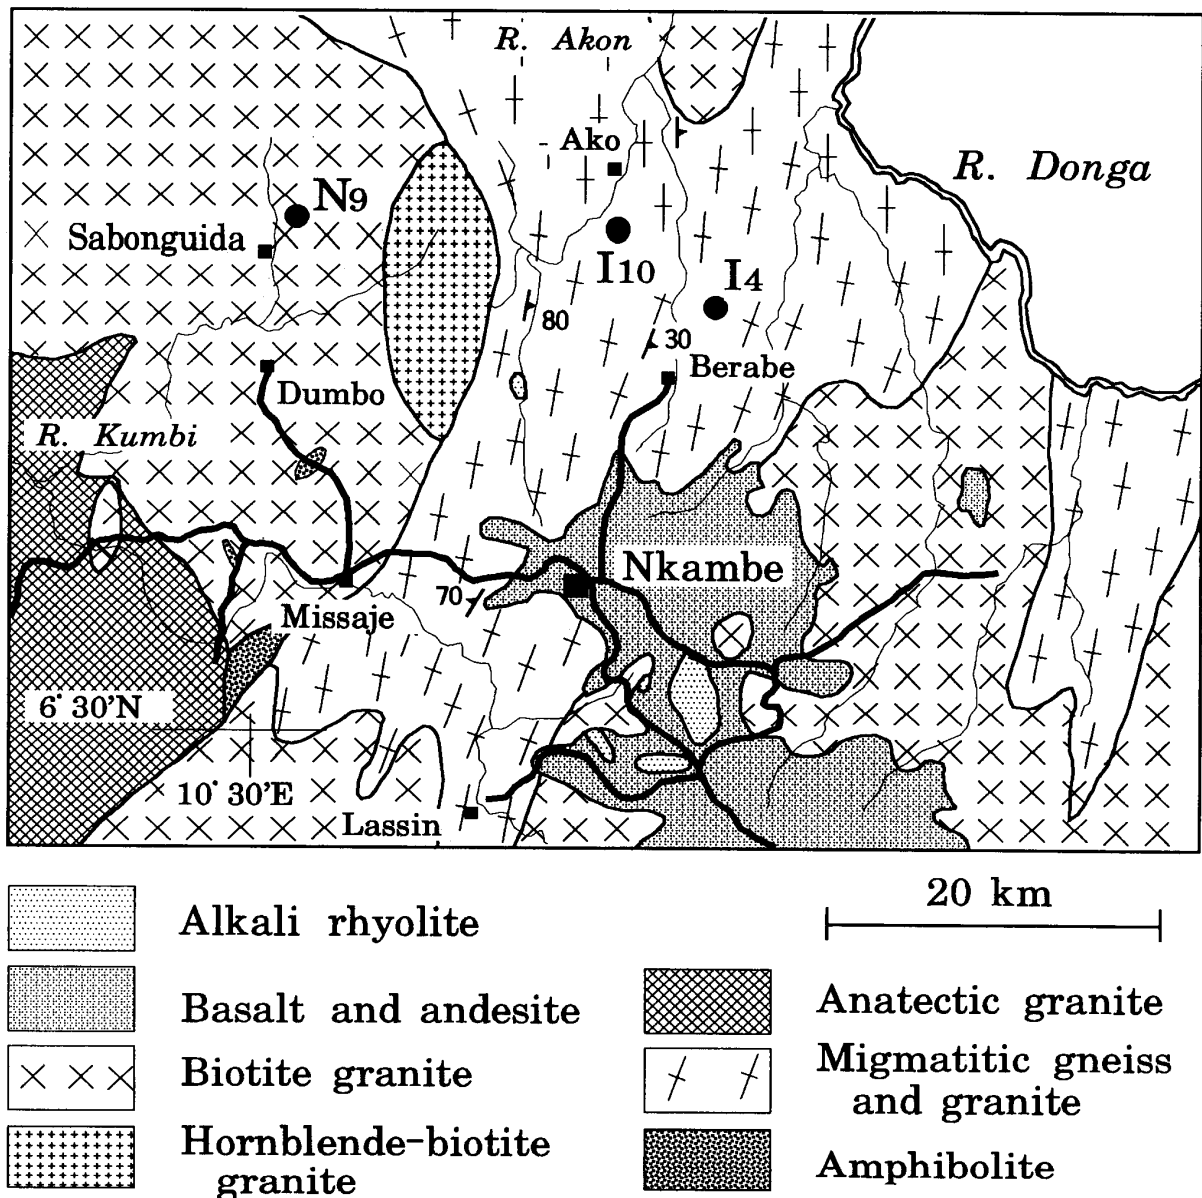 R. Akon
Ako
R. Donga
N9
Sabonguida
I10
I4
80
30
Berabe
Dumbo
R. Kumbi
Nkambe
70
Missaje
6° 30'N
10° 30'E
Lassin
20 km
Alkali rhyolite
Basalt and andesite
Biotite granite
Hornblende-biotite
granite
Anatectic granite
Migmatitic gneiss
and granite
Amphibolite